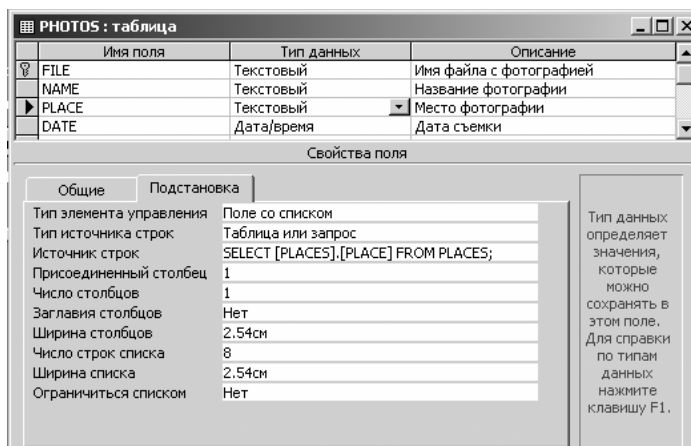 PHOTOS : таблица
Имя поля Тип данных Описание
FILE Текстовый Имя файла с фотографией
NAME Текстовый Название фотографии
PLACE Текстовый Место фотографии
DATE Дата/время Дата съемки
Свойства поля
Общие Подстановка
Тип элемента управления Поле со списком
Тип источника строк Таблица или запрос
Источник строк SELECT [PLACES].[PLACE] FROM PLACES;
Присоединенный столбец 1
Число столбцов 1
Заглавия столбцов Нет
Ширина столбцов 2.54см
Число строк списка 8
Ширина списка 2.54см
Ограничиться списком Нет
Тип данных
определяет
значения,
которые
можно
сохранять в
этом поле.
Для справки
по типам
данных
нажмите
клавишу F1.